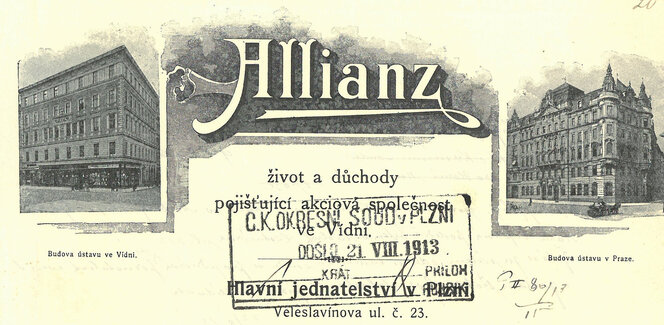 Allianz
život a důchody
pojišťující akciová společnost
ve Vídni.
C.K. OKRESNÍ SOUD v PLZNI
DOŠLO 21. VIII. 1913
KRÁT
PŘÍLOH
Hlavní jednatelství v Plzni,
Veleslavínova ul. č. 23.
Budova ústavu ve Vídni.
Budova ústavu v Praze.